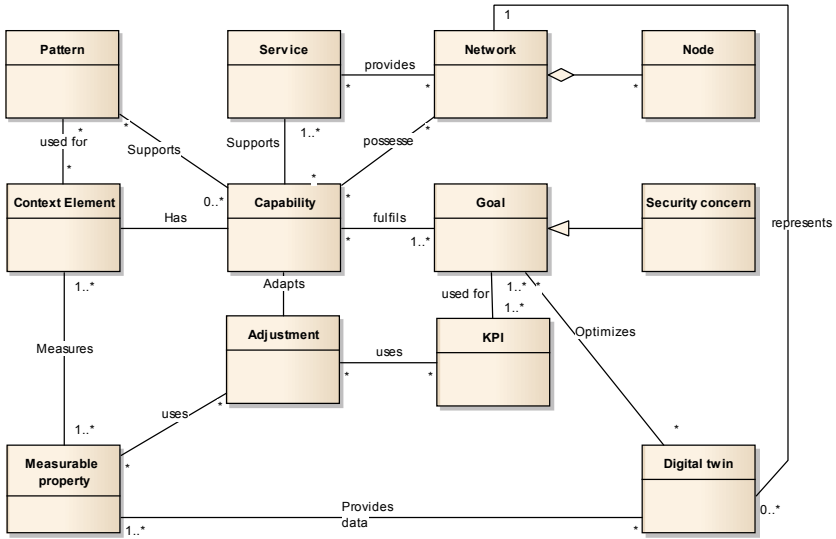 1
Pattern
Service
Network
Node
provides
*
*
*
*
*
1..*
*
used for
Supports
Supports
possesse
*
*
0..*
*
Context Element
Capability
Goal
Security concern
Has
fulfils
represents
*
1..*
1..*
Adapts
used for
1..*
*
1..*
Adjustment
KPI
Optimizes
Measures
uses
*
*
uses
*
1..*
*
*
Measurable
property
Digital twin
Provides
data
1..*
*
0..*